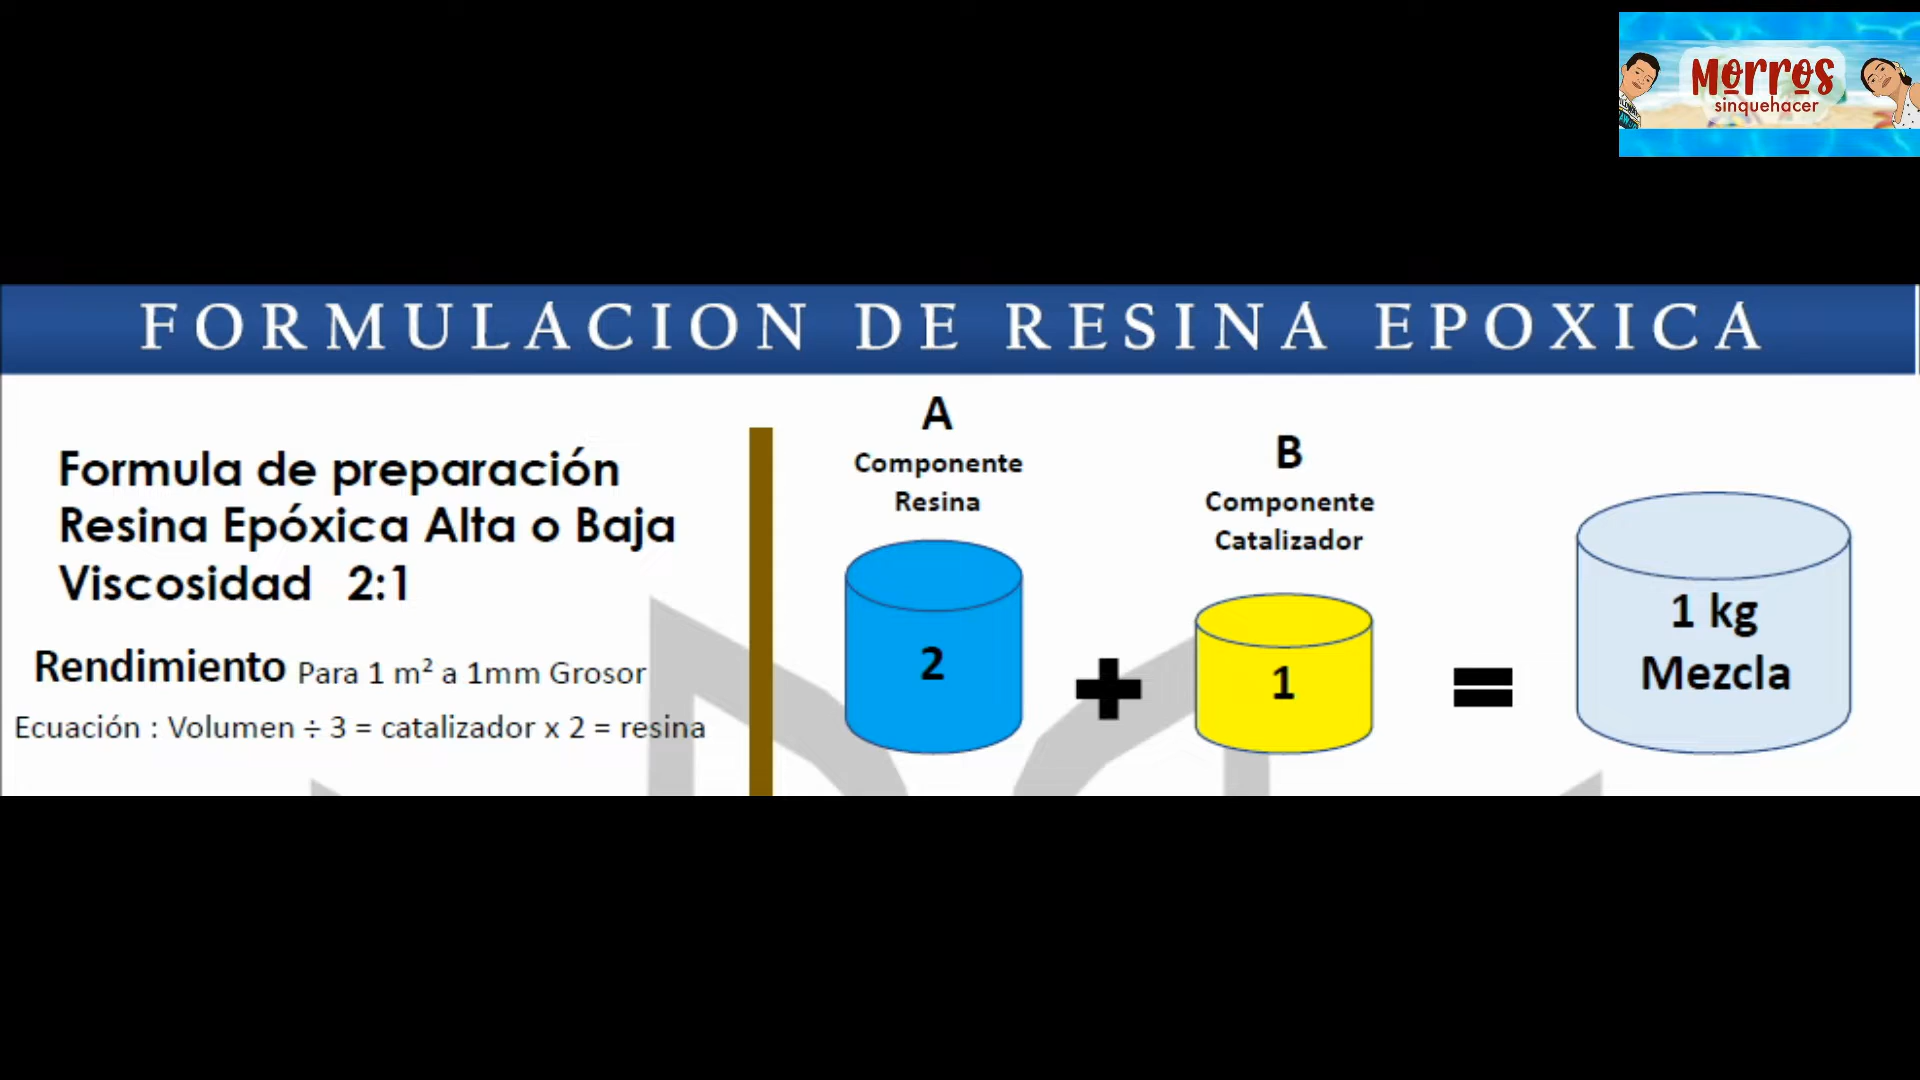 Morros
sinquehacer
FORMULACION DE RESINA EPOXICA
Formula de preparación
Resina Epóxica Alta o Baja
Viscosidad 2:1
Rendimiento Para 1 m² a 1mm Grosor
Ecuación : Volumen ÷ 3 = catalizador x 2 = resina
A
Componente
Resina
2
+
B
Componente
Catalizador
1
=
1 kg
Mezcla